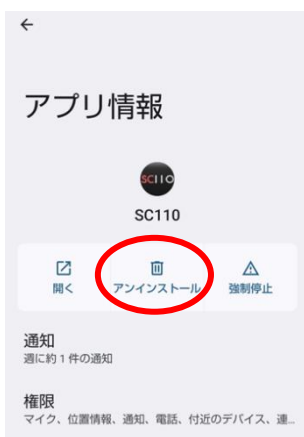 アプリ情報
SC110
SC110
開く
アンインストール
強制停止
通知
週に約 1 件の通知
権限
マイク、位置情報、通知、電話、付近のデバイス、連...